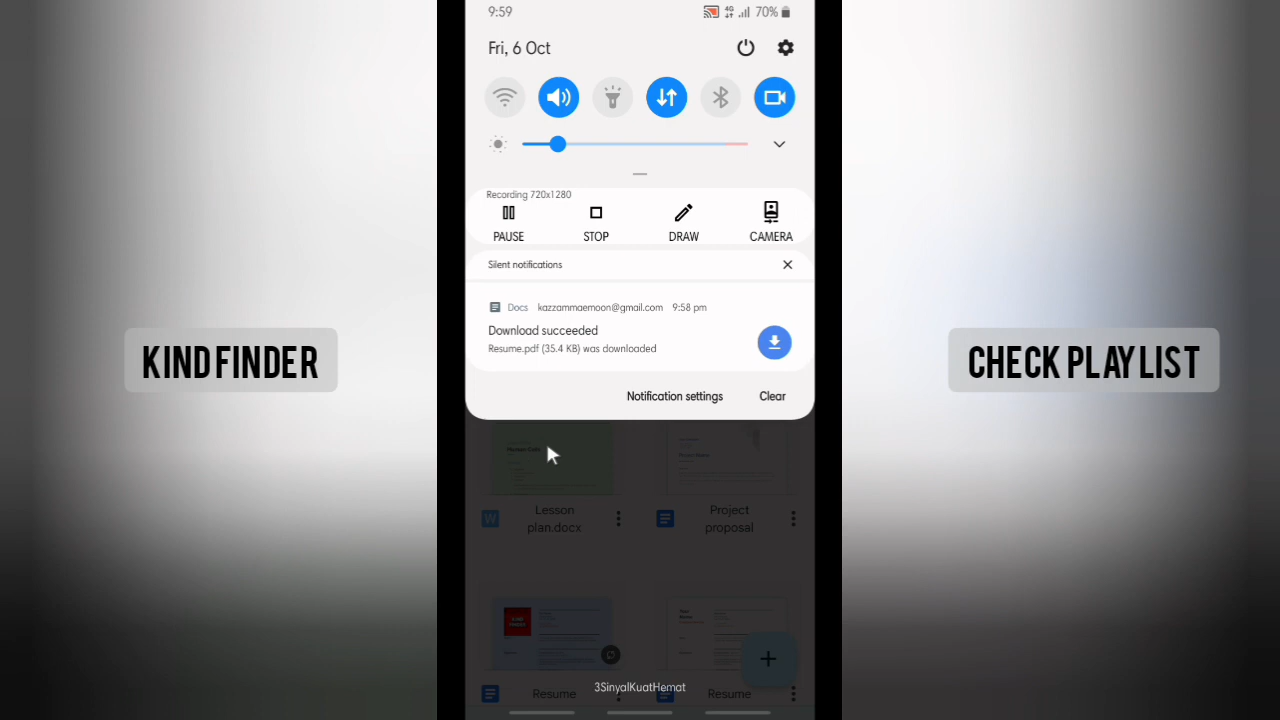 9:59
4G
70%
Fri, 6 Oct
Recording 720x1280
PAUSE
STOP
DRAW
CAMERA
Silent notifications
Docs kazzammaemoon@gmail.com 9:58 pm
Download succeeded
Resume.pdf (35.4 KB) was downloaded
Notification settings
Clear
KIND FINDER
CHECK PLAYLIST
W
Lesson
plan.docx
Project
proposal
Resume
Resume
3SinyalKuatHemat